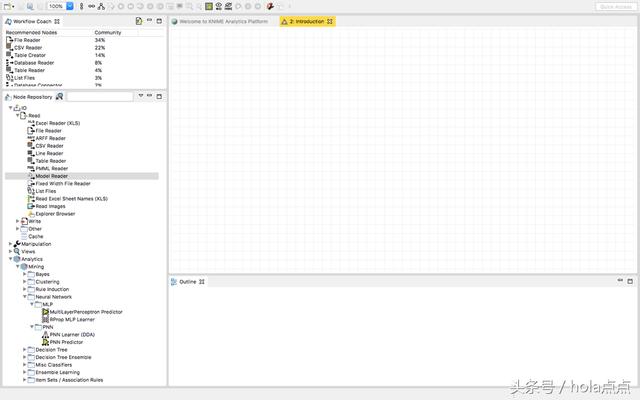 100%
Quick Access
Workflow Coach
Recommended Nodes Community
File Reader 34%
CSV Reader 22%
Table Creator 14%
Database Reader 8%
Table Reader 4%
List Files 3%
Database Connector 2%
Node Repository
IO
Read
Excel Reader (XLS)
File Reader
ARFF Reader
CSV Reader
Line Reader
Table Reader
PMML Reader
Model Reader
Fixed Width File Reader
List Files
Read Excel Sheet Names (XLS)
Read Images
Explorer Browser
Write
Other
Cache
Manipulation
Views
Analytics
Mining
Bayes
Clustering
Rule Induction
Neural Network
MLP
MultiLayerPerceptron Predictor
RProp MLP Learner
PNN
PNN Learner (DDA)
PNN Predictor
Decision Tree
Decision Tree Ensemble
Misc Classifiers
Ensemble Learning
Item Sets / Association Rules
Welcome to KNIME Analytics Platform
2: Introduction
Outline
头条号 / hola点点